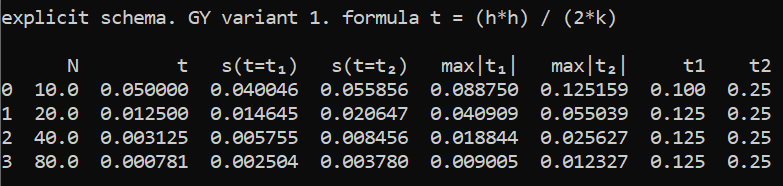 explicit schema. GY variant 1. formula t = (h*h) / (2*k)
N t s(t=t₁) s(t=t₂) max|t₁| max|t₂| t1 t2
0 10.0 0.050000 0.040046 0.055856 0.088750 0.125159 0.100 0.25
1 20.0 0.012500 0.014645 0.020647 0.040909 0.055039 0.125 0.25
2 40.0 0.003125 0.005755 0.008456 0.018844 0.025627 0.125 0.25
3 80.0 0.000781 0.002504 0.003780 0.009005 0.012327 0.125 0.25